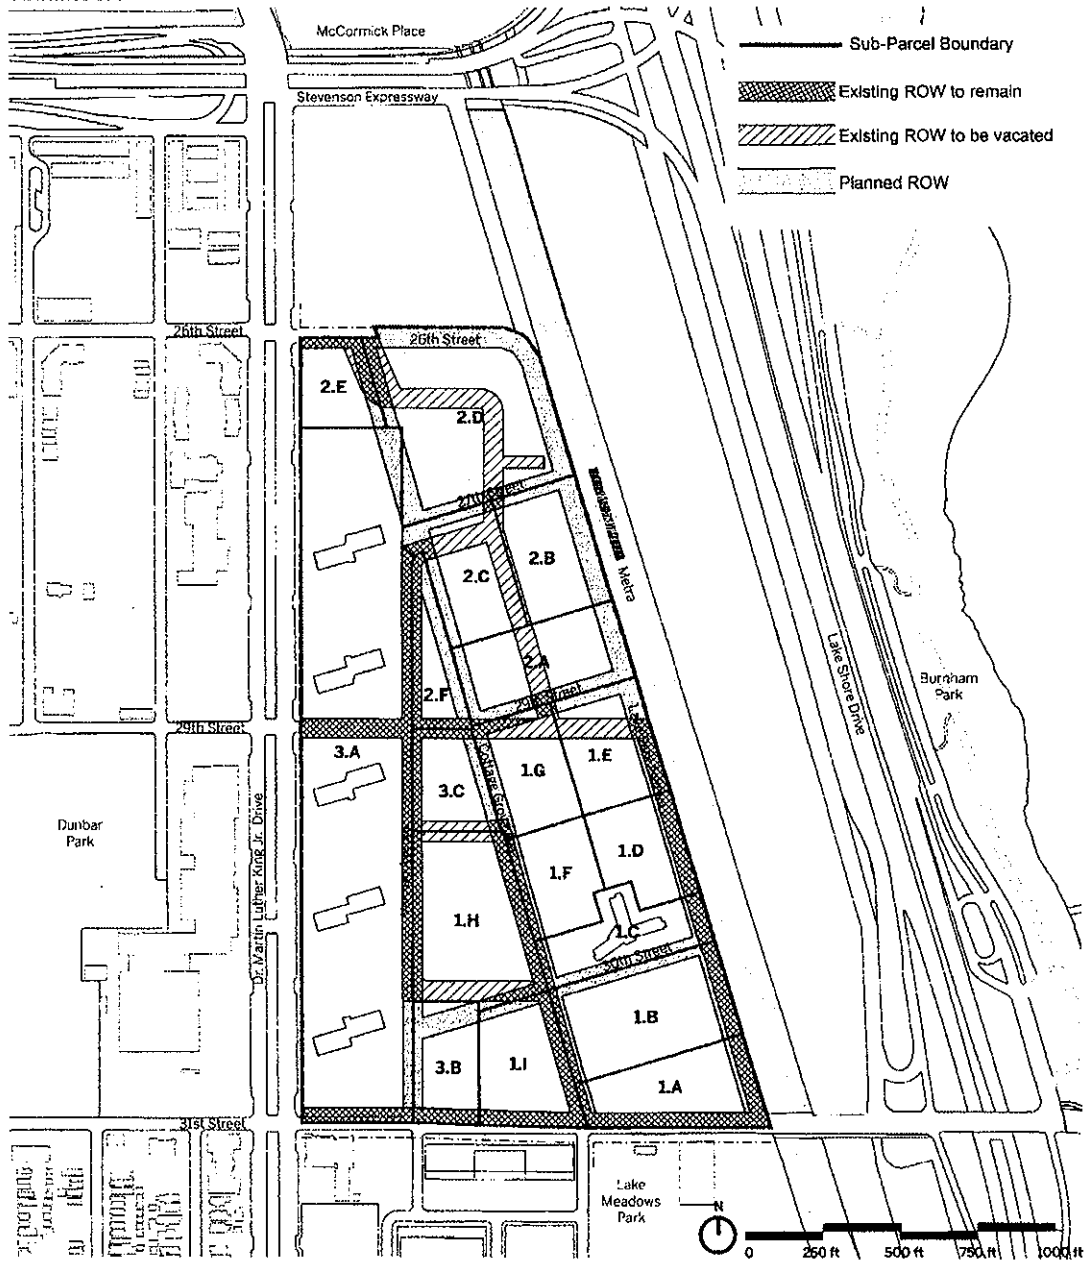 McCormick Place
Sub-Parcel Boundary
Stevenson Expressway
Existing ROW to remain
Existing ROW to be vacated
Planned ROW
26th Street
26th Street
2.E
2.D
27th Street
2.B
2.C
Metra
2.A
Lake Shore Drive
Burnham
Park
2.F
29th Street
29th Street
3.A
1.E
1.G
3.C
Cottage Grove
Dr. Martin Luther King Jr. Drive
Dunbar
Park
1.D
1.F
1.H
1.C
30th Street
1.B
3.B
1.I
1.A
31st Street
Lake
Meadows
Park
N
0
250 ft
500 ft
750 ft
1000 ft